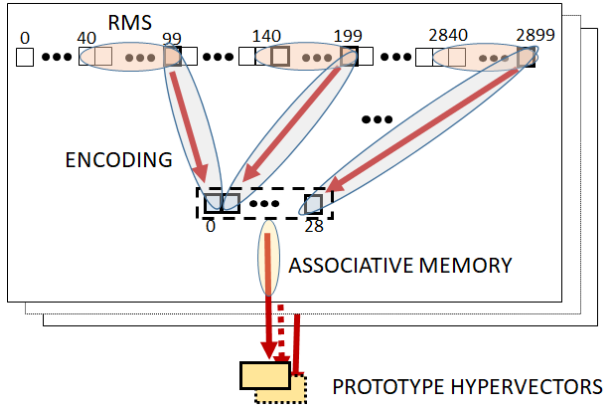 RMS
0 40 99 140 199 2840 2899
ENCODING
0 28
ASSOCIATIVE MEMORY
PROTOTYPE HYPERVECTORS